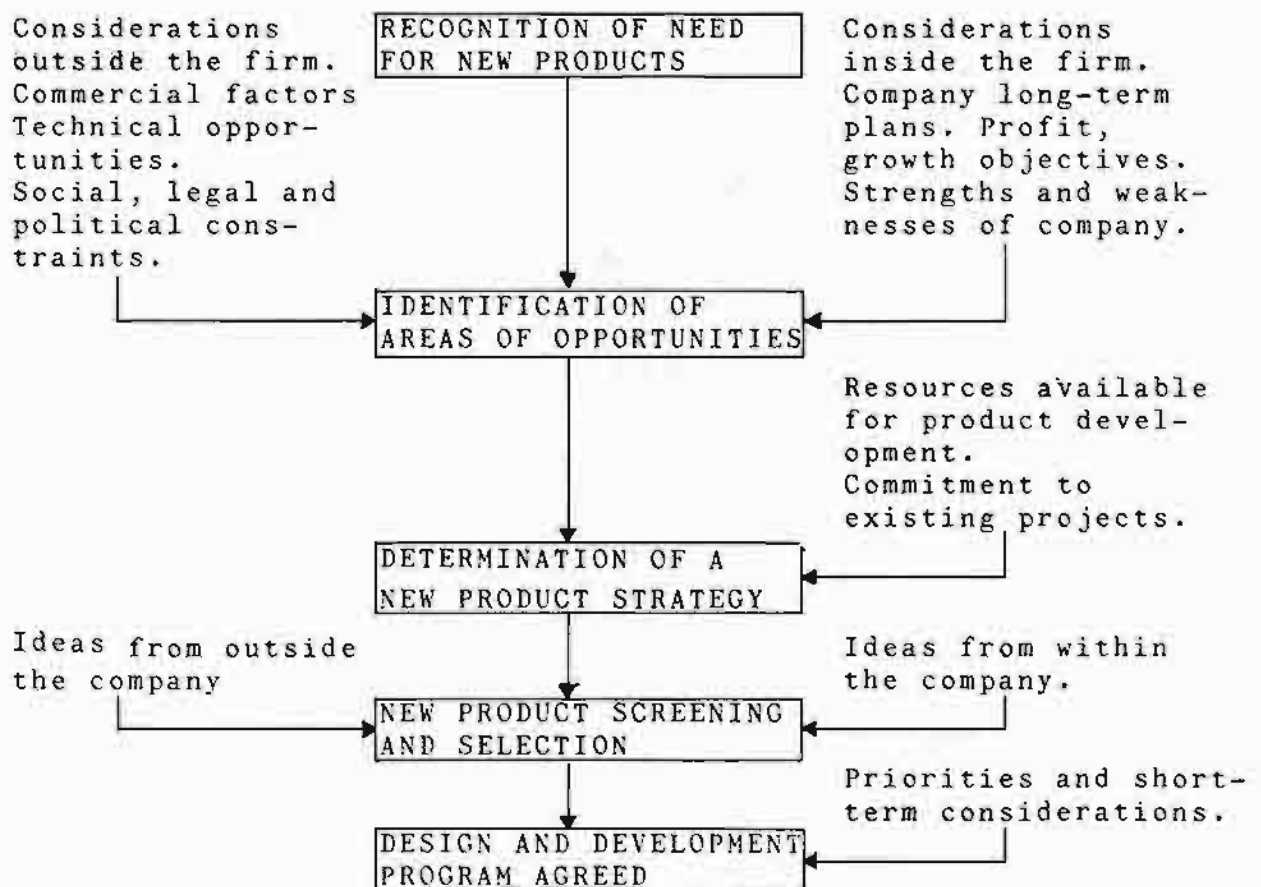 Considerations
outside the firm.
Commercial factors
Technical oppor-
tunities.
Social, legal and
political cons-
traints.
RECOGNITION OF NEED
FOR NEW PRODUCTS
Considerations
inside the firm.
Company long-term
plans. Profit,
growth objectives.
Strengths and weak-
nesses of company.
IDENTIFICATION OF
AREAS OF OPPORTUNITIES
Resources available
for product devel-
opment.
Commitment to
existing projects.
DETERMINATION OF A
NEW PRODUCT STRATEGY
Ideas from outside
the company
Ideas from within
the company.
NEW PRODUCT SCREENING
AND SELECTION
Priorities and short-
term considerations.
DESIGN AND DEVELOPMENT
PROGRAM AGREED